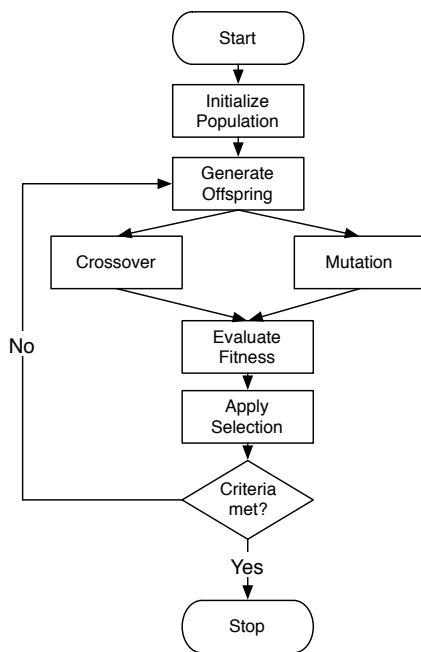 Start
Initialize
Population
Generate
Offspring
Crossover
Mutation
No
Evaluate
Fitness
Apply
Selection
Criteria
met?
Yes
Stop